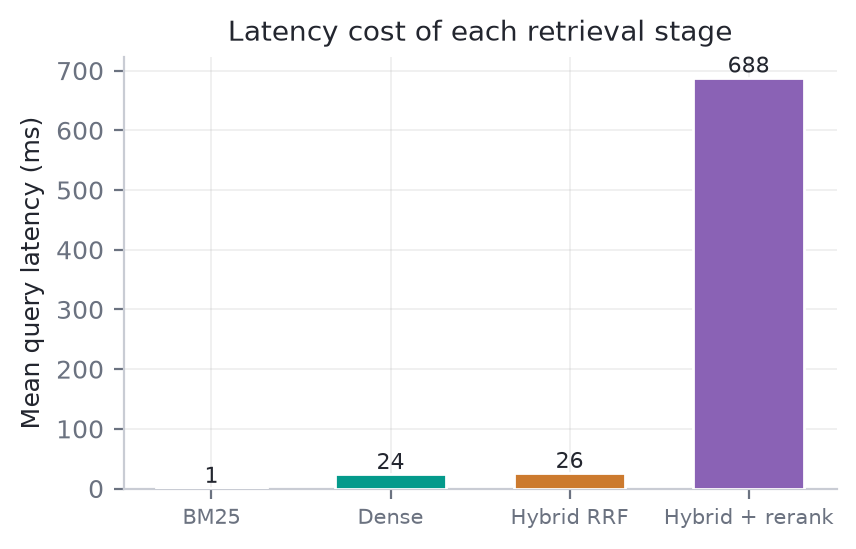 Latency cost of each retrieval stage
Mean query latency (ms)
700
600
500
400
300
200
100
0
1
24
26
688
BM25
Dense
Hybrid RRF
Hybrid + rerank